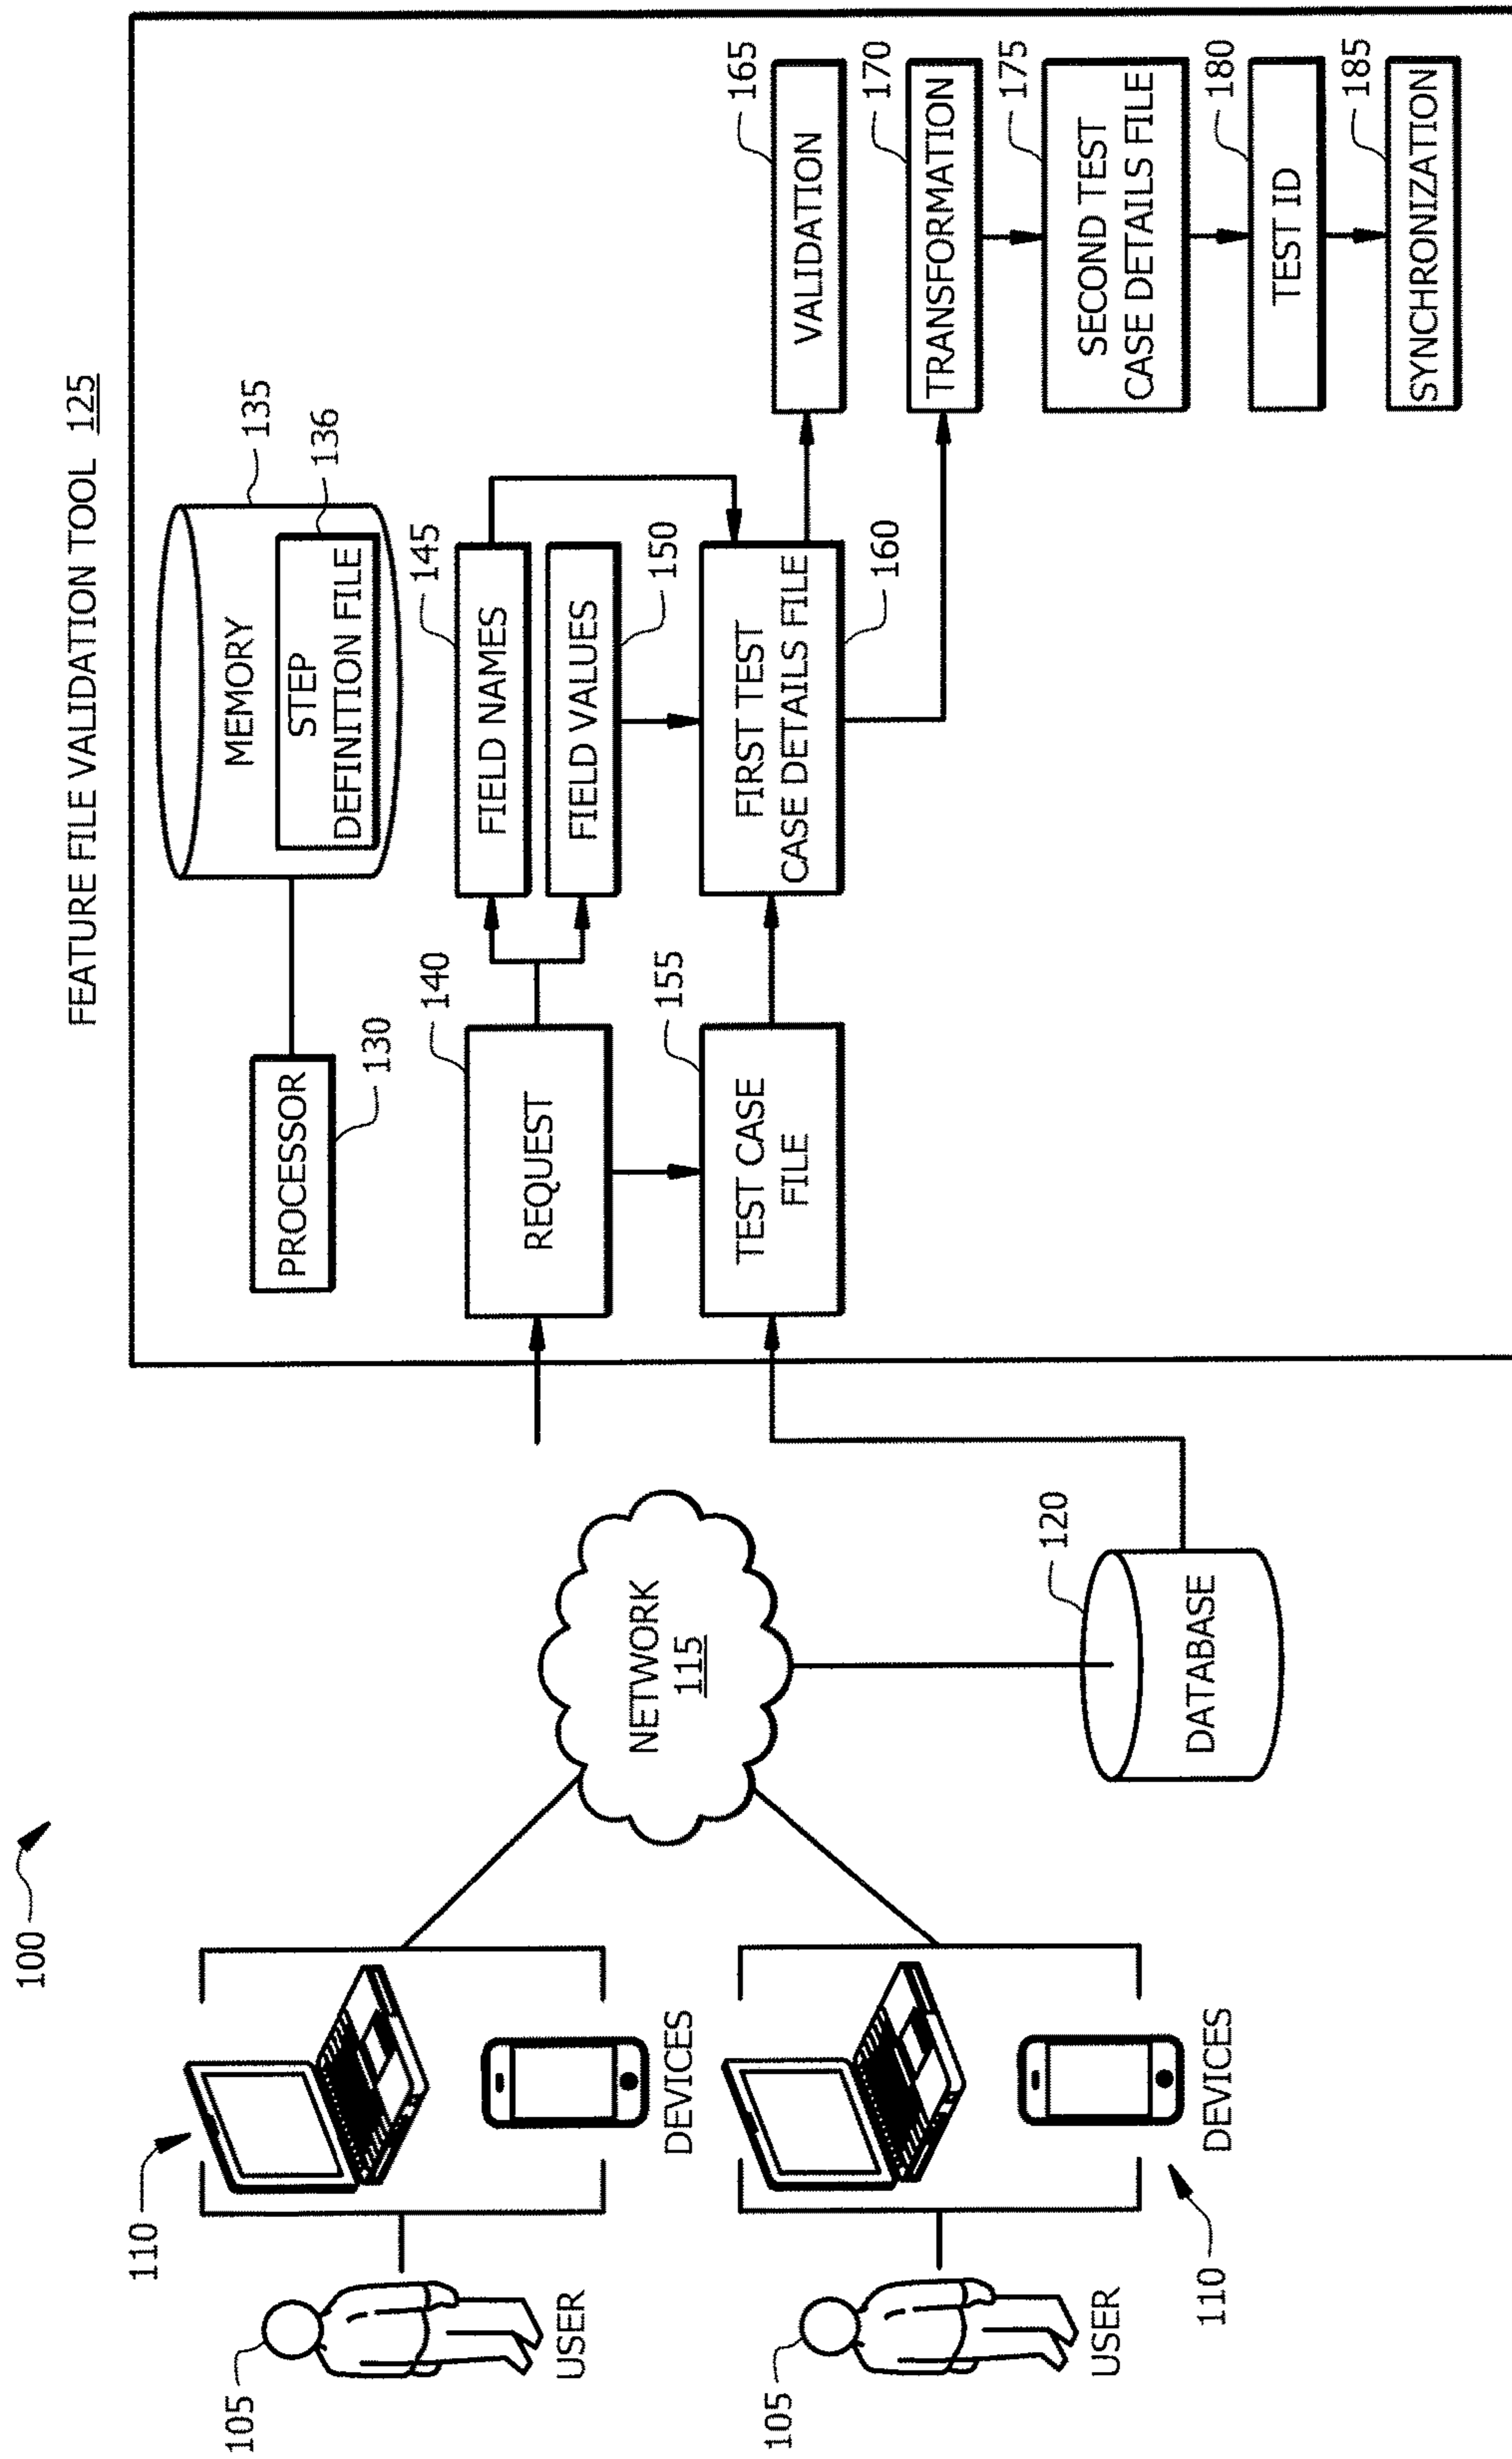 100
FEATURE FILE VALIDATION TOOL 125
110
105
USER
DEVICES
105
USER
DEVICES
110
NETWORK
115
120
DATABASE
PROCESSOR
130
MEMORY
135
STEP
DEFINITION FILE
136
140
REQUEST
145
FIELD NAMES
FIELD VALUES
150
155
TEST CASE
FILE
FIRST TEST
CASE DETAILS FILE
160
165
VALIDATION
170
TRANSFORMATION
175
SECOND TEST
CASE DETAILS FILE
180
TEST ID
185
SYNCHRONIZATION